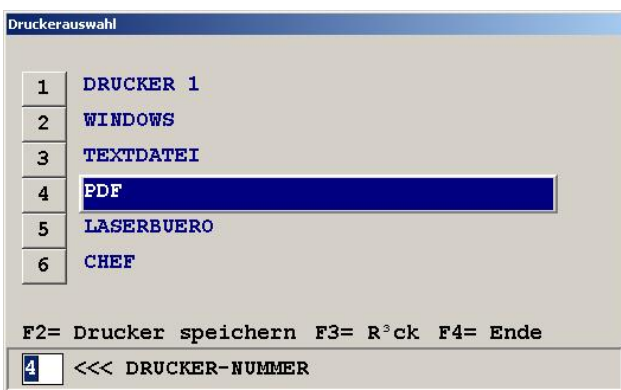 Druckerauswahl
1 DRUCKER 1
2 WINDOWS
3 TEXTDATEI
4 PDF
5 LASERBUERO
6 CHEF
F2= Drucker speichern F3= R³ck F4= Ende
4 <<< DRUCKER-NUMMER